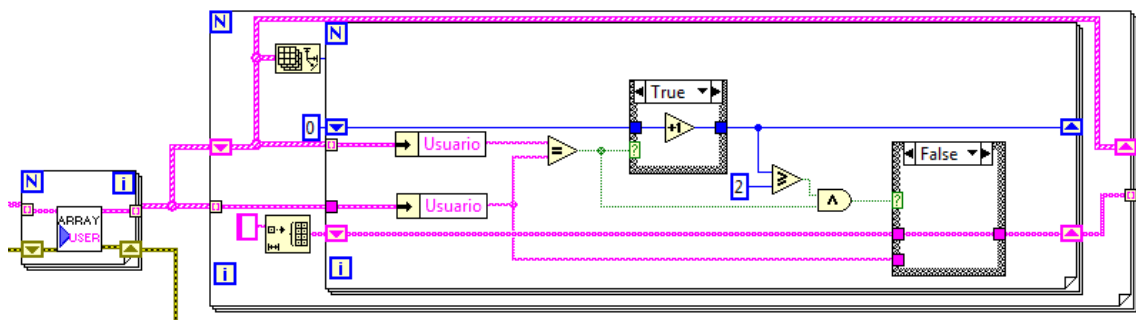 N
N
True
+1
0
Usuario
=
?
False
N
i
2
≥
∧
?
ARRAY
USER
Usuario
i
i